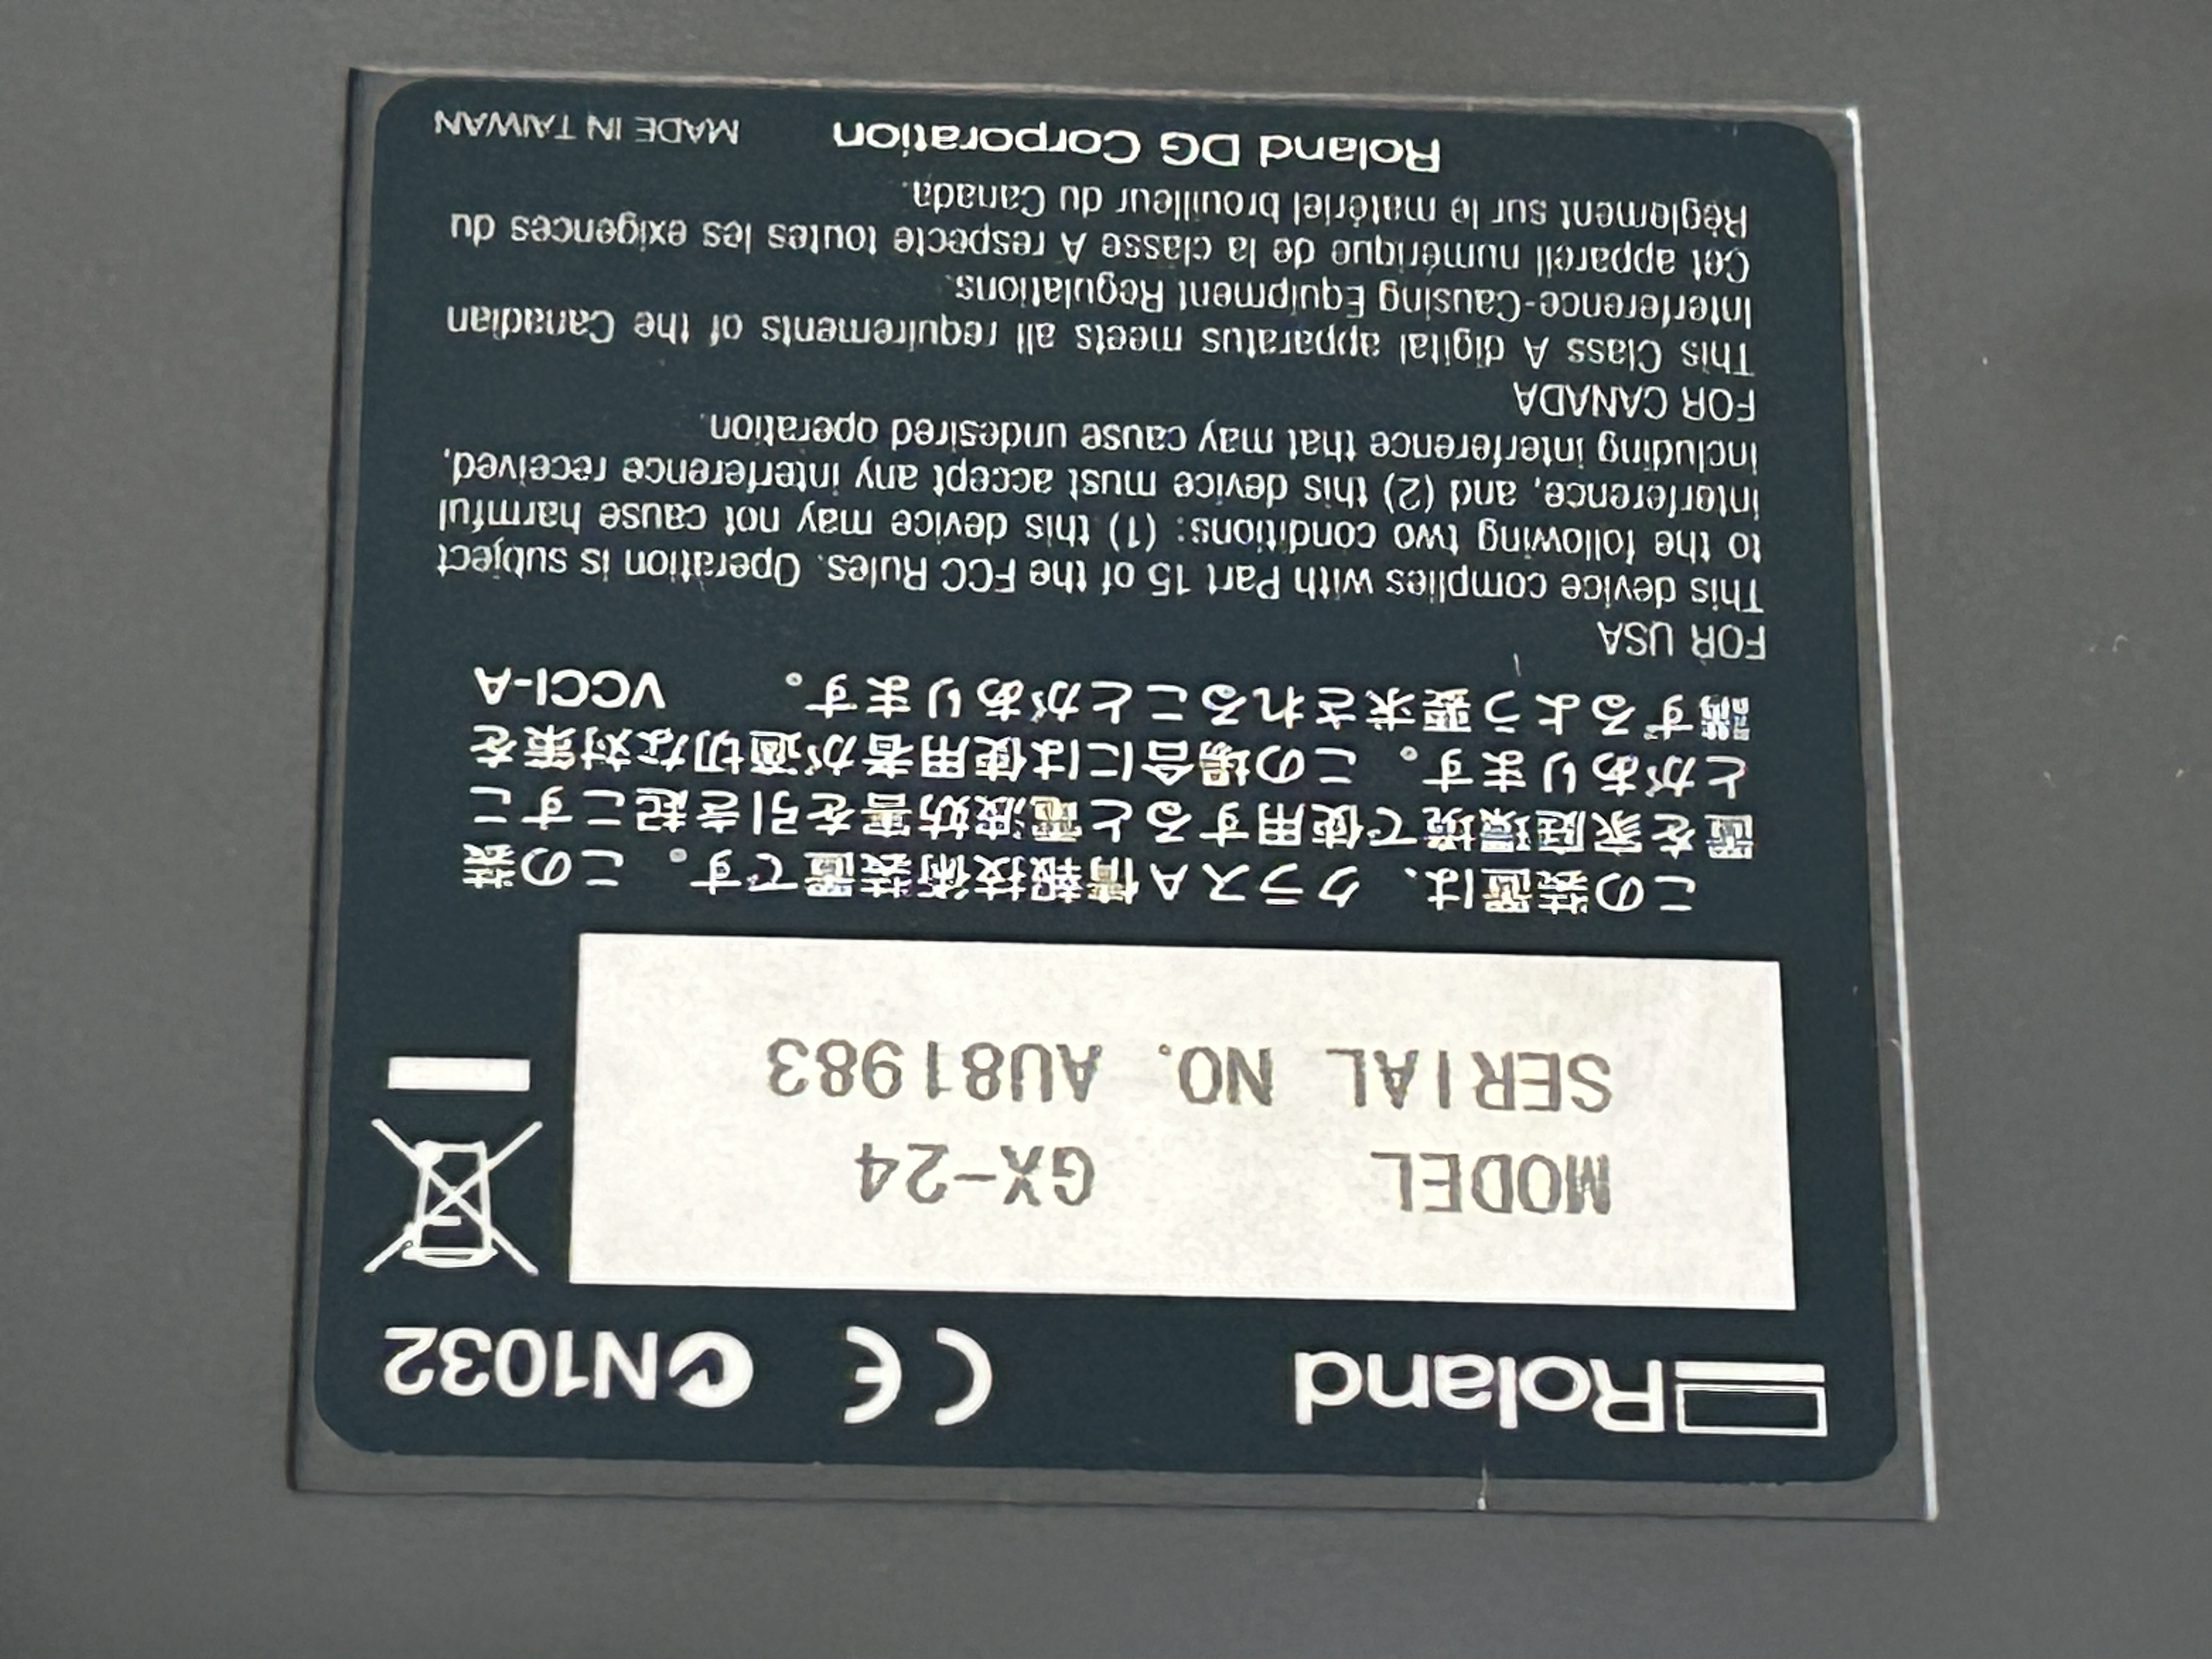 Roland CE N1032
MODEL GX-24
SERIAL NO. AU81983
この装置は、クラスA情報技術装置です。この装
置を家庭環境で使用すると電波妨害を引き起こすこ
とがあります。この場合には使用者が適切な対策を
講ずるよう要求されることがあります。 VCCI-A
FOR USA
This device complies with Part 15 of the FCC Rules. Operation is subject
to the following two conditions: (1) this device may not cause harmful
interference, and (2) this device must accept any interference received,
including interference that may cause undesired operation.
FOR CANADA
This Class A digital apparatus meets all requirements of the Canadian
Interference-Causing Equipment Regulations.
Cet appareil numérique de la classe A respecte toutes les exigences du
Règlement sur le matériel brouilleur du Canada.
Roland DG Corporation MADE IN TAIWAN